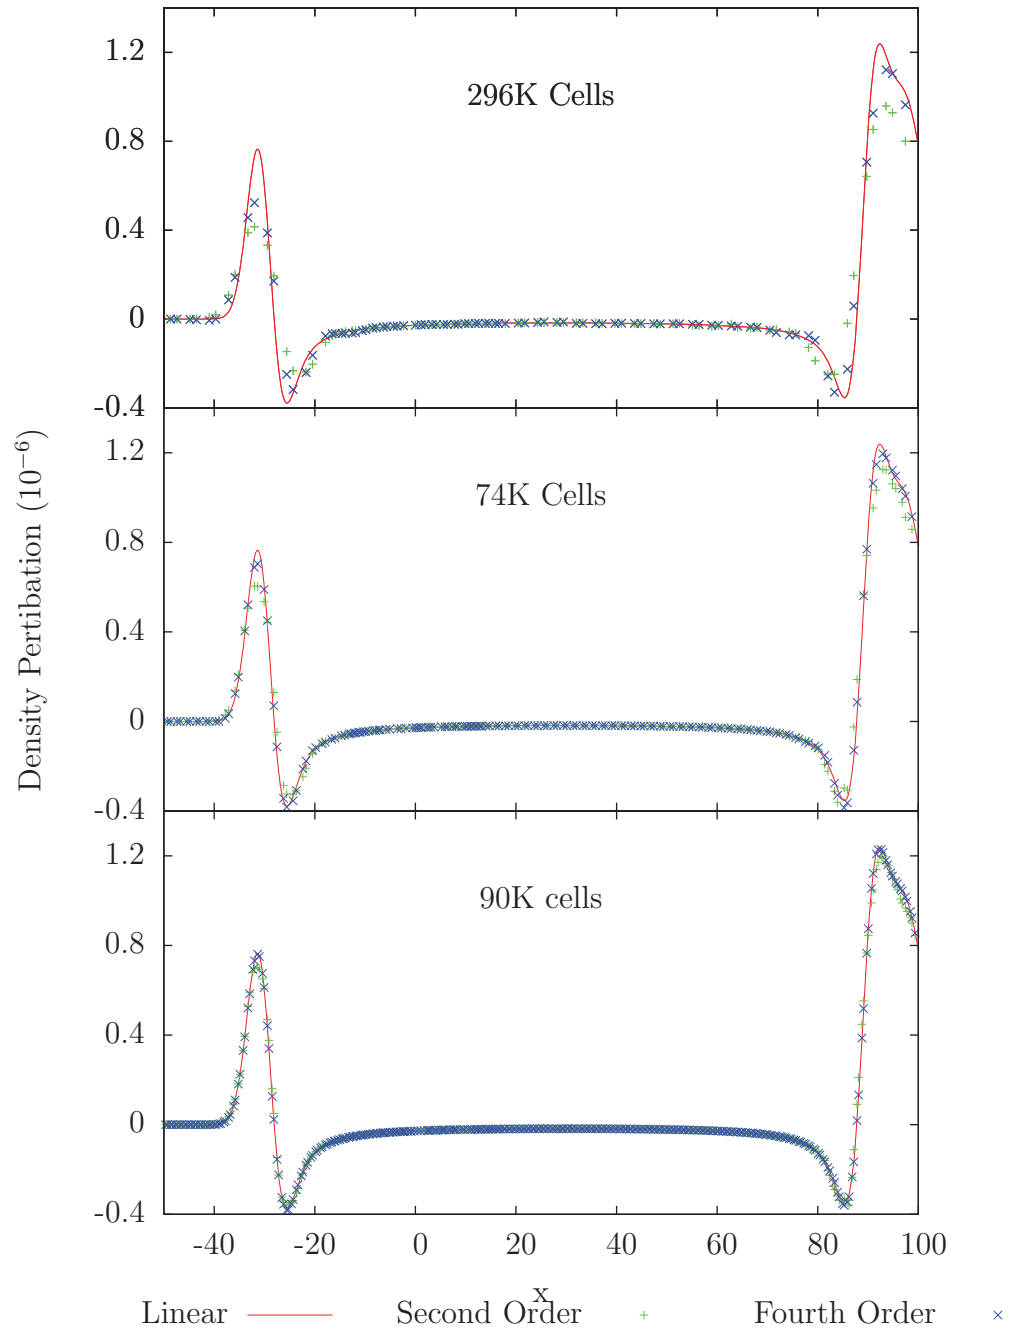 1.2
296K Cells
0.8
0.4
0
-0.4
1.2
74K Cells
0.8
0.4
0
-0.4
1.2
90K cells
0.8
0.4
0
-0.4
Density Pertibation (10⁻⁶)
-40 -20 0 20 40 60 80 100
x
Linear Second Order Fourth Order